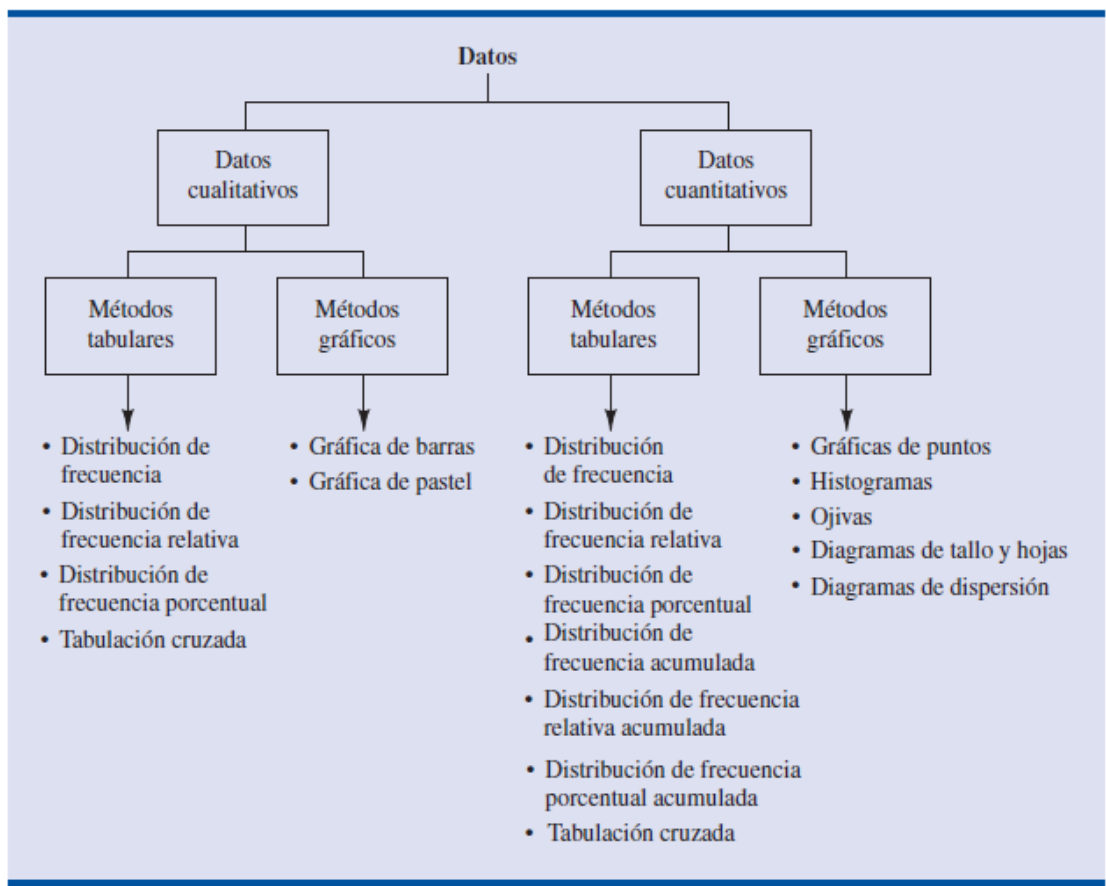 Datos
Datos
cualitativos
Métodos
tabulares
• Distribución de
frecuencia
• Distribución de
frecuencia relativa
• Distribución de
frecuencia porcentual
• Tabulación cruzada
Métodos
gráficos
• Gráfica de barras
• Gráfica de pastel
Datos
cuantitativos
Métodos
tabulares
• Distribución
de frecuencia
• Distribución de
frecuencia relativa
• Distribución de
frecuencia porcentual
• Distribución de
frecuencia acumulada
• Distribución de frecuencia
relativa acumulada
• Distribución de frecuencia
porcentual acumulada
• Tabulación cruzada
Métodos
gráficos
• Gráficas de puntos
• Histogramas
• Ojivas
• Diagramas de tallo y hojas
• Diagramas de dispersión